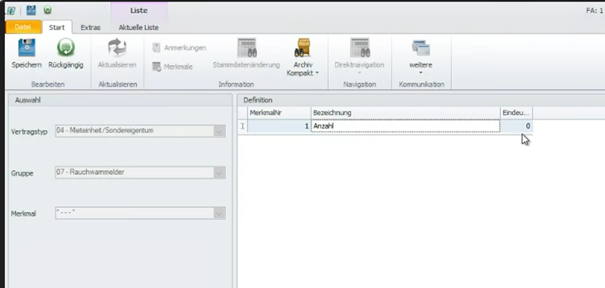 Liste
FA: 1
Datei Start Extras Aktuelle Liste
Speichern Rückgängig Aktualisieren Anmerkungen Merkmale Stammdatenänderung Archiv Kompakt Direktnavigation weitere
Bearbeiten Aktualisieren Information Navigation Kommunikation
Auswahl
Vertragstyp 04 - Mieteinheit/Sondereigentum
Gruppe 07 - Rauchwarnmelder
Merkmal "---"
Definition
MerkmalNr Bezeichnung Eindeu...
1 Anzahl 0